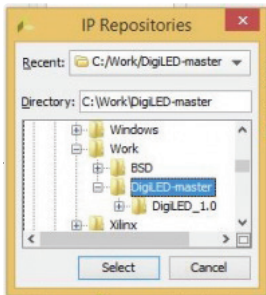 IP Repositories
Recent: C:/Work/DigiLED-master
Directory: C:\Work\DigiLED-master
Windows
Work
BSD
DigiLED-master
DigiLED_1.0
Xilinx
Select Cancel